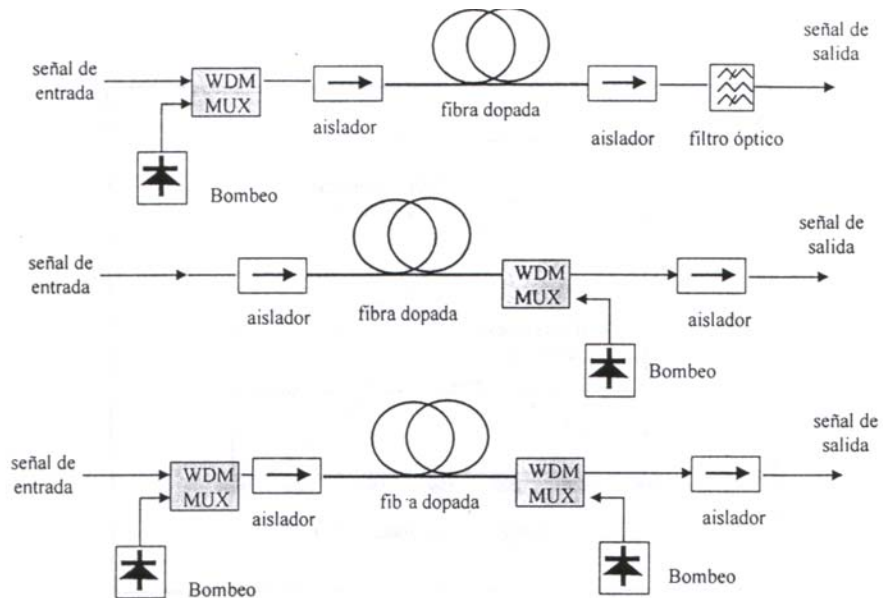 señal de
entrada
WDM
MUX
aislador
fibra dopada
aislador
filtro óptico
señal de
salida
Bombeo
señal de
entrada
aislador
fibra dopada
WDM
MUX
aislador
señal de
salida
Bombeo
señal de
entrada
WDM
MUX
aislador
fibra dopada
WDM
MUX
aislador
señal de
salida
Bombeo
Bombeo